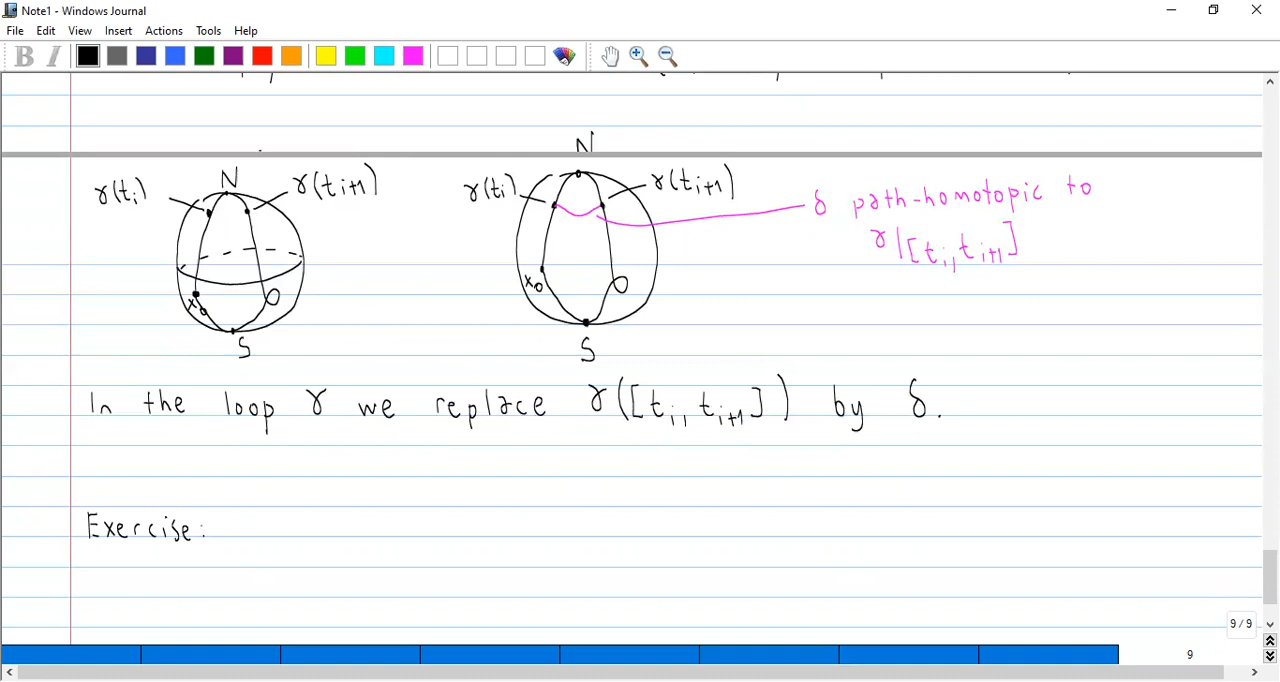 Note1 - Windows Journal
File Edit View Insert Actions Tools Help
B I
N
γ(ti) N γ(ti+1) γ(ti) γ(ti+1) δ path-homotopic to
γ|[ti, ti+1]
x0 x0
S S
In the loop γ we replace γ([ti, ti+1]) by δ.
Exercise:
9 / 9
9